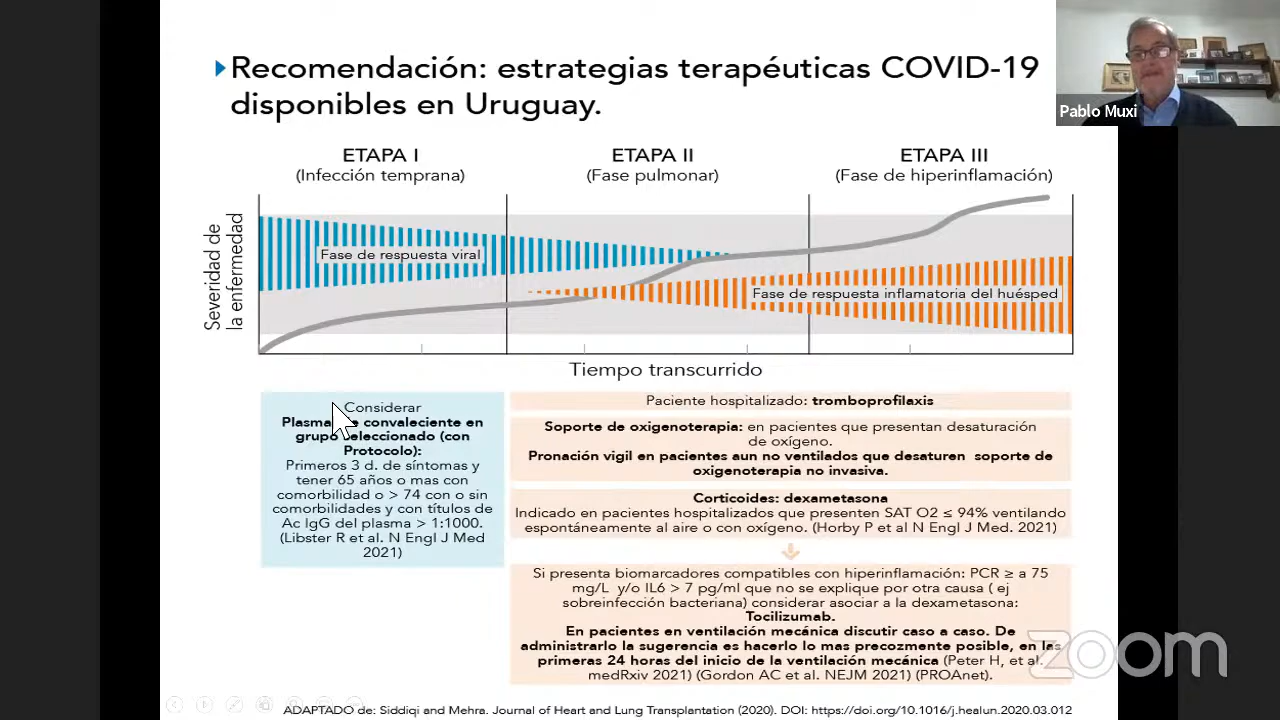 Recomendación: estrategias terapéuticas COVID-19
disponibles en Uruguay.
Pablo Muxi
ETAPA I
(Infección temprana)
ETAPA II
(Fase pulmonar)
ETAPA III
(Fase de hiperinflamación)
Severidad de
la enfermedad
Fase de respuesta viral
Fase de respuesta inflamatoria del huésped
Tiempo transcurrido
Considerar
Plasma de convaleciente en
grupo seleccionado (con
Protocolo):
Primeros 3 d. de síntomas y
tener 65 años o mas con
comorbilidad o > 74 con o sin
comorbilidades y con títulos de
Ac IgG del plasma > 1:1000.
(Libster R et al. N Engl J Med
2021)
Paciente hospitalizado: tromboprofilaxis
Soporte de oxigenoterapia: en pacientes que presentan desaturación
de oxígeno.
Pronación vigil en pacientes aun no ventilados que desaturen soporte de
oxigenoterapia no invasiva.
Corticoides: dexametasona
Indicado en pacientes hospitalizados que presenten SAT O2 ≤ 94% ventilando
espontáneamente al aire o con oxígeno. (Horby P et al N Engl J Med. 2021)
Si presenta biomarcadores compatibles con hiperinflamación: PCR ≥ a 75
mg/L y/o IL6 > 7 pg/ml que no se explique por otra causa ( ej
sobreinfección bacteriana) considerar asociar a la dexametasona:
Tocilizumab.
En pacientes en ventilación mecánica discutir caso a caso. De
administrarlo la sugerencia es hacerlo lo mas precozmente posible, en las
primeras 24 horas del inicio de la ventilación mecánica (Peter H, et al.
medRxiv 2021) (Gordon AC et al. NEJM 2021) (PROAnet).
zoom
ADAPTADO de: Siddiqi and Mehra. Journal of Heart and Lung Transplantation (2020). DOI: https://doi.org/10.1016/j.healun.2020.03.012